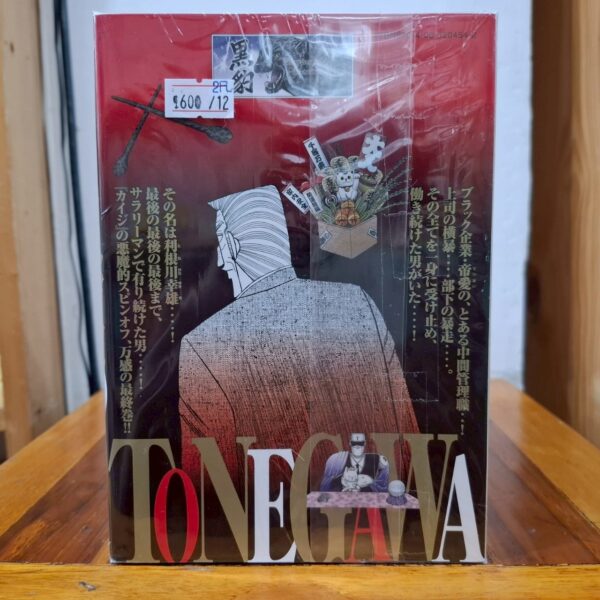 黒豹
2FL
600/12
ブラック企業・帝愛の、とある中間管理職…!
上司の横暴…、部下の暴走…。
その全てを一身に受け止め、
働き続けた男がいた…!
その名は利根川幸雄…!
最後の最後の最後まで、
サラリーマンで有り続けた男…!
「カイジ」の悪魔的スピンオフ、万感の最終巻!!
TONEGAWA